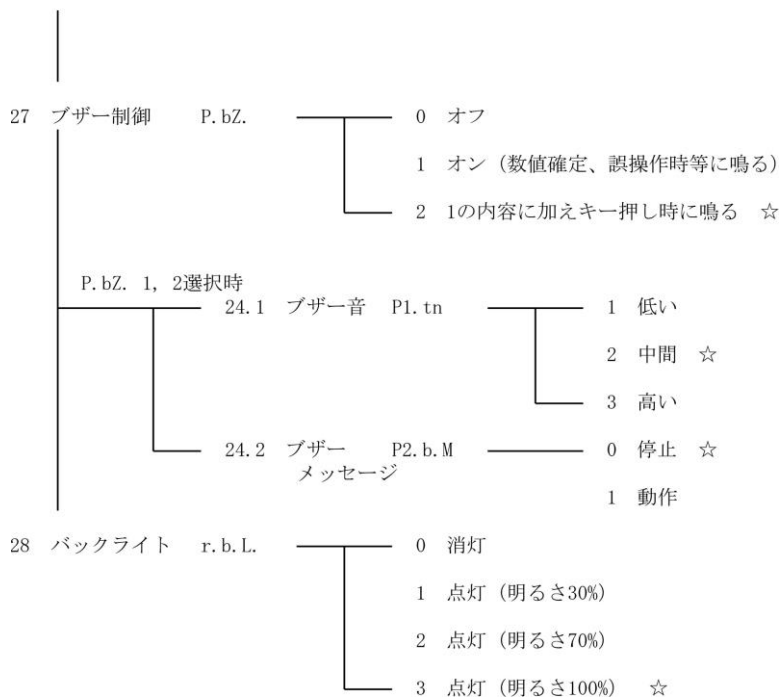 27 ブザー制御 P.bZ. 0 オフ
1 オン（数値確定、誤操作時等に鳴る）
2 1の内容に加えキー押し時に鳴る ☆
P.bZ. 1, 2選択時
24.1 ブザー音 P1.tn 1 低い
2 中間 ☆
3 高い
24.2 ブザー P2.b.M 0 停止 ☆
メッセージ
1 動作
28 バックライト r.b.L. 0 消灯
1 点灯（明るさ30%）
2 点灯（明るさ70%）
3 点灯（明るさ100%） ☆